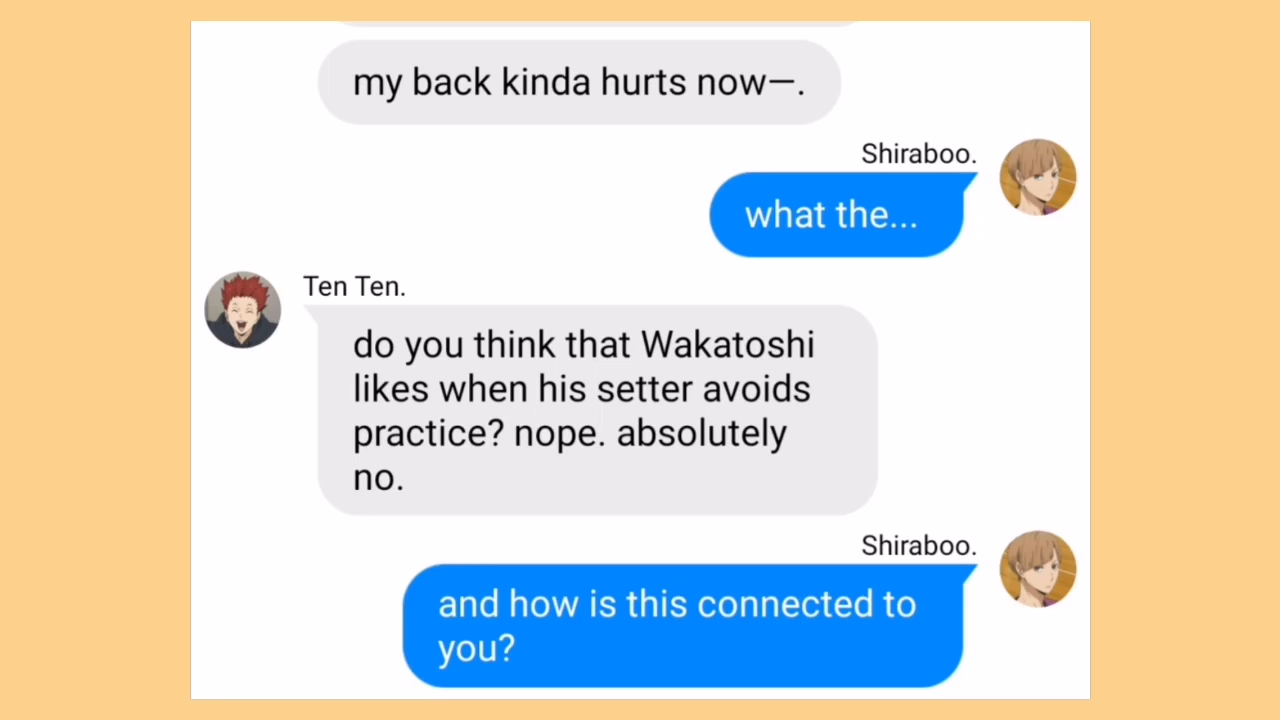 my back kinda hurts now—.
Shiraboo.
what the...
Ten Ten.
do you think that Wakatoshi
likes when his setter avoids
practice? nope. absolutely
no.
Shiraboo.
and how is this connected to
you?